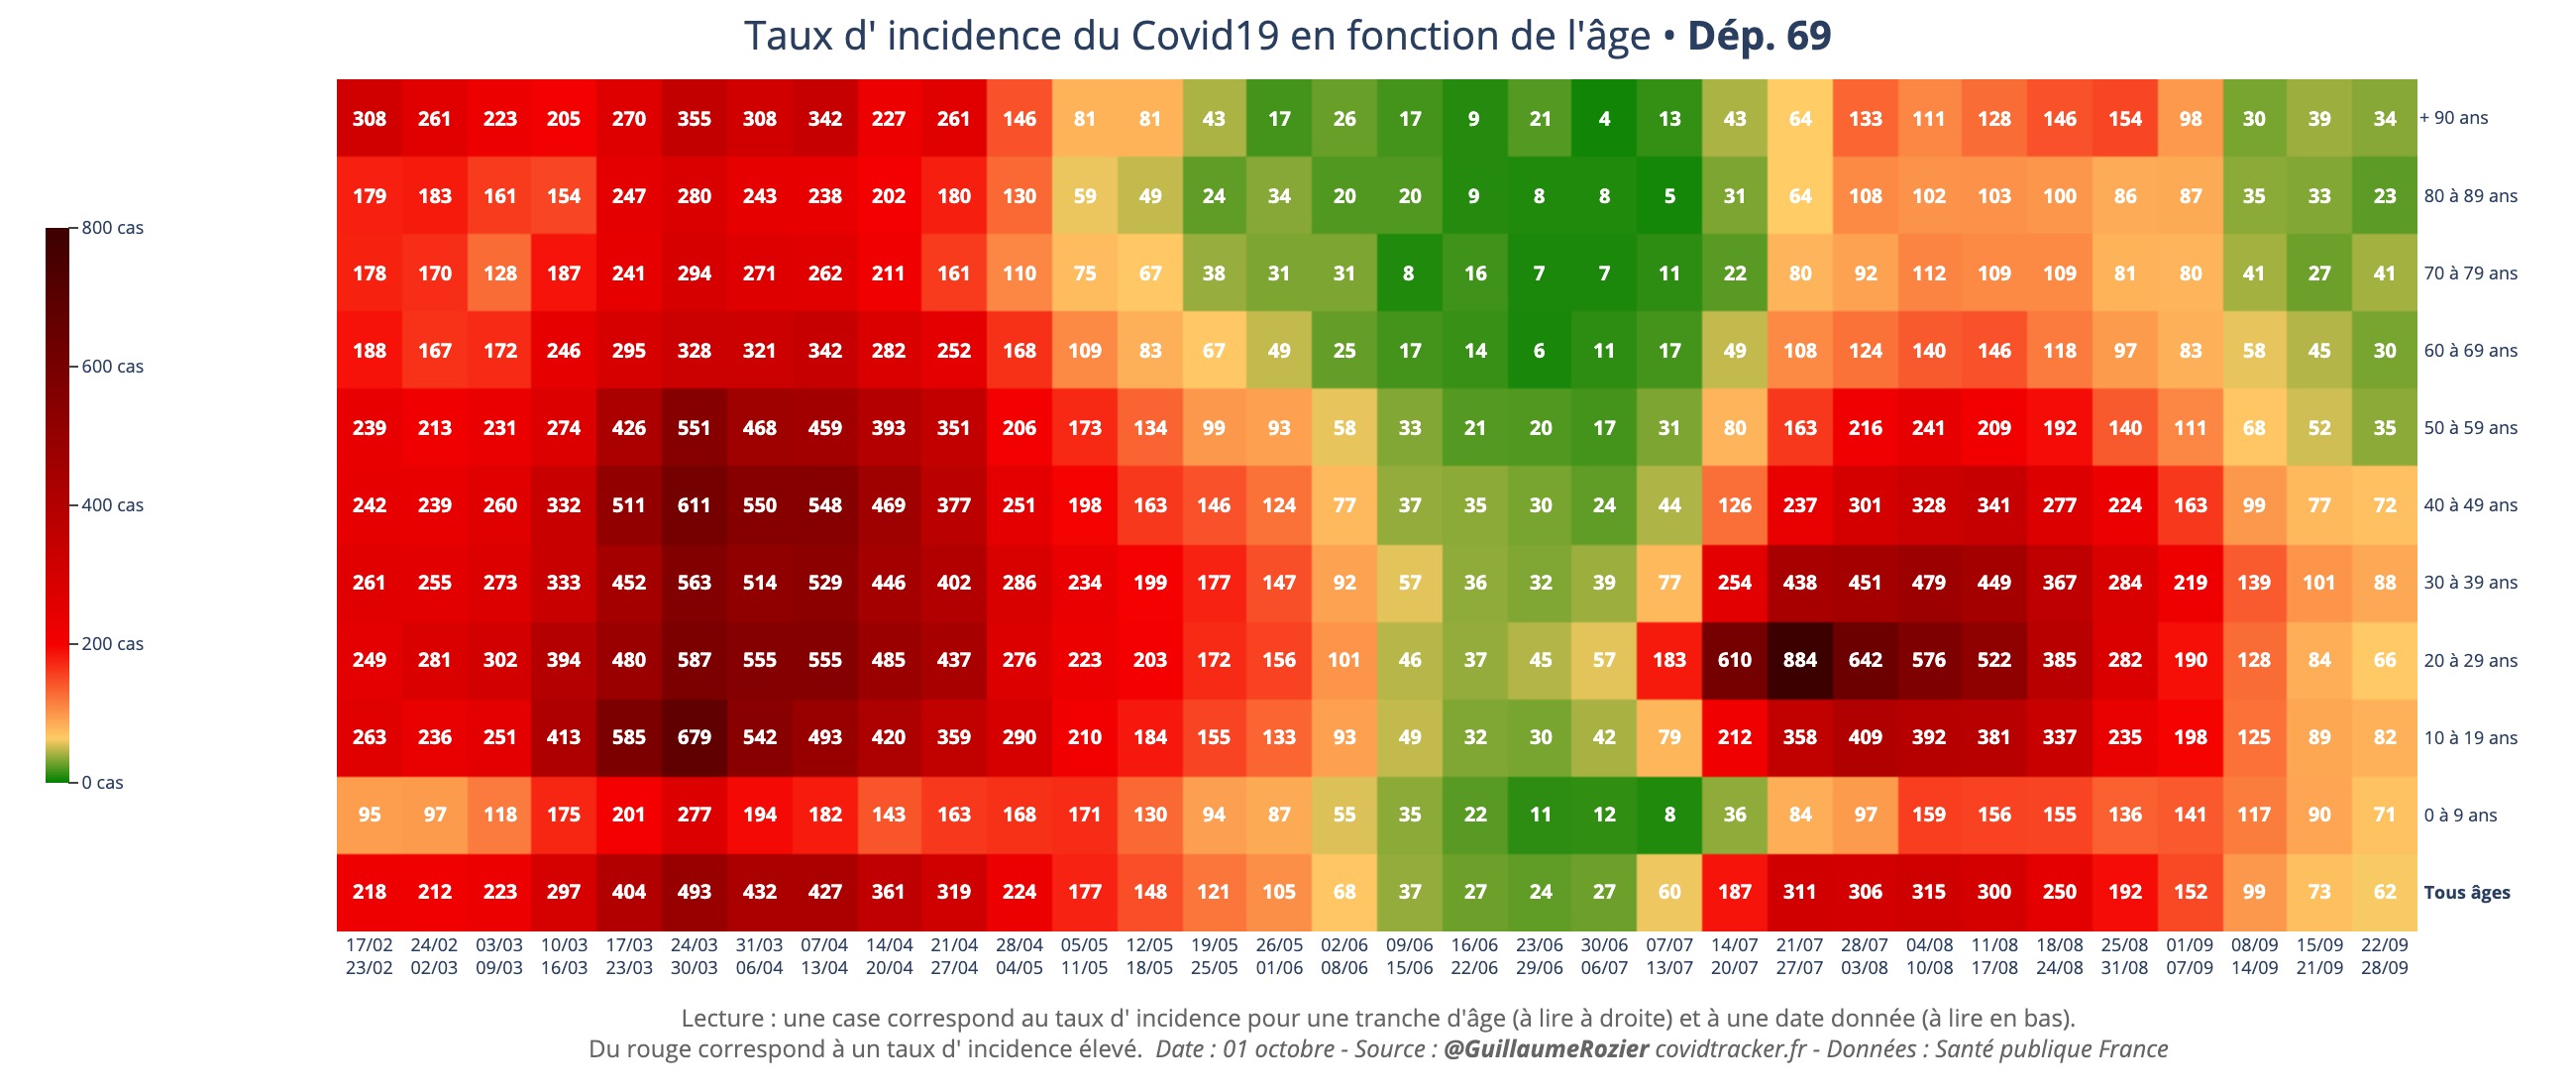 Taux d' incidence du Covid19 en fonction de l'âge • Dép. 69
800 cas
600 cas
400 cas
200 cas
0 cas
308 261 223 205 270 355 308 342 227 261 146 81 81 43 17 26 17 9 21 4 13 43 64 133 111 128 146 154 98 30 39 34 + 90 ans
179 183 161 154 247 280 243 238 202 180 130 59 49 24 34 20 20 9 8 8 5 31 64 108 102 103 100 86 87 35 33 23 80 à 89 ans
178 170 128 187 241 294 271 262 211 161 110 75 67 38 31 31 8 16 7 7 11 22 80 92 112 109 109 81 80 41 27 41 70 à 79 ans
188 167 172 246 295 328 321 342 282 252 168 109 83 67 49 25 17 14 6 11 17 49 108 124 140 146 118 97 83 58 45 30 60 à 69 ans
239 213 231 274 426 551 468 459 393 351 206 173 134 99 93 58 33 21 20 17 31 80 163 216 241 209 192 140 111 68 52 35 50 à 59 ans
242 239 260 332 511 611 550 548 469 377 251 198 163 146 124 77 37 35 30 24 44 126 237 301 328 341 277 224 163 99 77 72 40 à 49 ans
261 255 273 333 452 563 514 529 446 402 286 234 199 177 147 92 57 36 32 39 77 254 438 451 479 449 367 284 219 139 101 88 30 à 39 ans
249 281 302 394 480 587 555 555 485 437 276 223 203 172 156 101 46 37 45 57 183 610 884 642 576 522 385 282 190 128 84 66 20 à 29 ans
263 236 251 413 585 679 542 493 420 359 290 210 184 155 133 93 49 32 30 42 79 212 358 409 392 381 337 235 198 125 89 82 10 à 19 ans
95 97 118 175 201 277 194 182 143 163 168 171 130 94 87 55 35 22 11 12 8 36 84 97 159 156 155 136 141 117 90 71 0 à 9 ans
218 212 223 297 404 493 432 427 361 319 224 177 148 121 105 68 37 27 24 27 60 187 311 306 315 300 250 192 152 99 73 62 Tous âges
17/02 24/02 03/03 10/03 17/03 24/03 31/03 07/04 14/04 21/04 28/04 05/05 12/05 19/05 26/05 02/06 09/06 16/06 23/06 30/06 07/07 14/07 21/07 28/07 04/08 11/08 18/08 25/08 01/09 08/09 15/09 22/09
23/02 02/03 09/03 16/03 23/03 30/03 06/04 13/04 20/04 27/04 04/05 11/05 18/05 25/05 01/06 08/06 15/06 22/06 29/06 06/07 13/07 20/07 27/07 03/08 10/08 17/08 24/08 31/08 07/09 14/09 21/09 28/09
Lecture : une case correspond au taux d' incidence pour une tranche d'âge (à lire à droite) et à une date donnée (à lire en bas).
Du rouge correspond à un taux d' incidence élevé. Date : 01 octobre - Source : @GuillaumeRozier covidtracker.fr - Données : Santé publique France